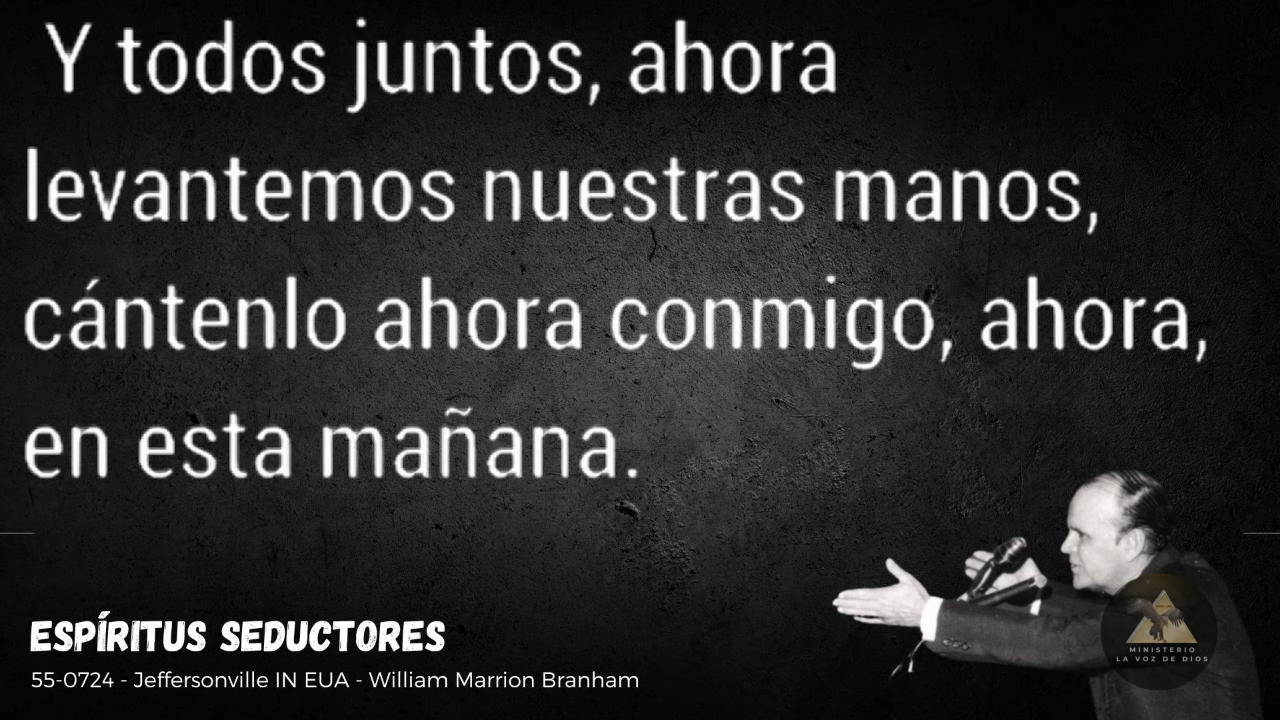 Y todos juntos, ahora
levantemos nuestras manos,
cántenlo ahora conmigo, ahora,
en esta mañana.
ESPÍRITUS SEDUCTORES
55-0724 - Jeffersonville IN EUA - William Marrion Branham
MINISTERIO
LA VOZ DE DIOS